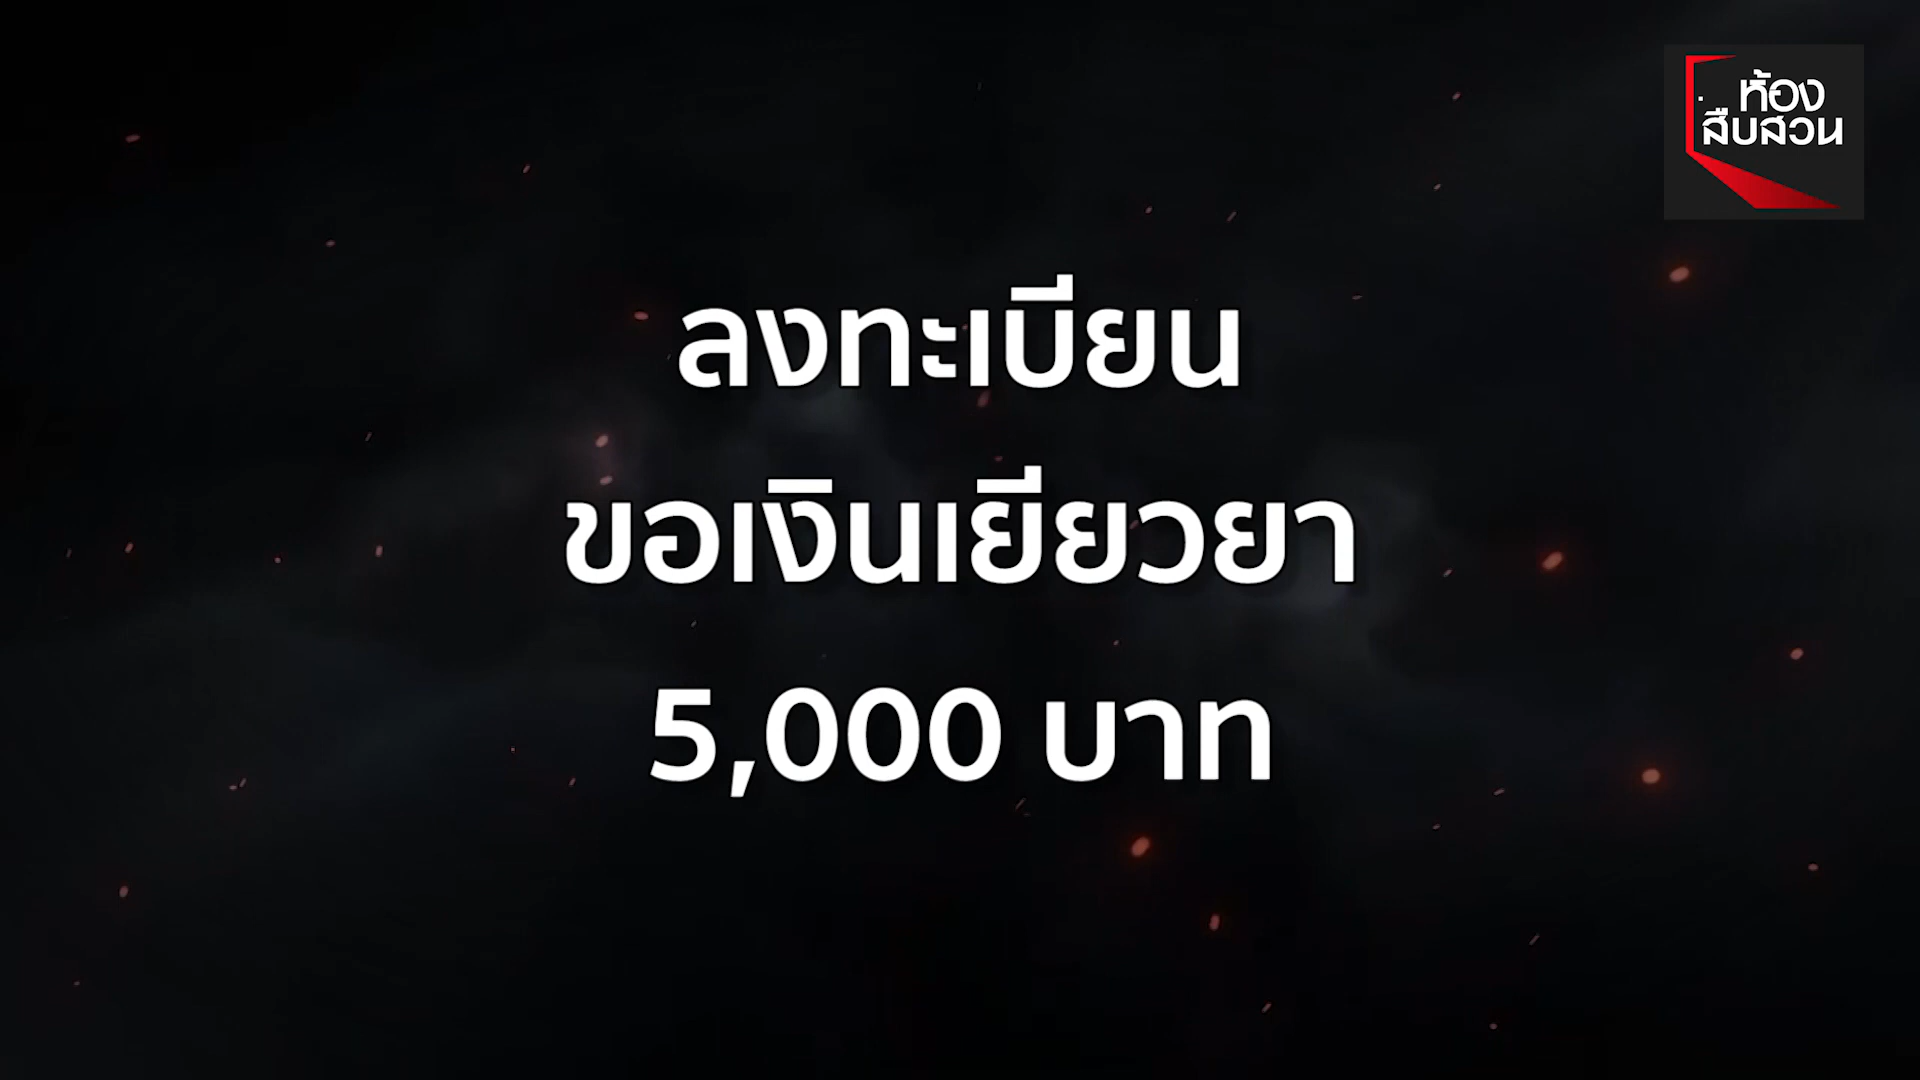 ห้อง
สืบสวน
ลงทะเบียน
ขอเงินเยียวยา
5,000 บาท